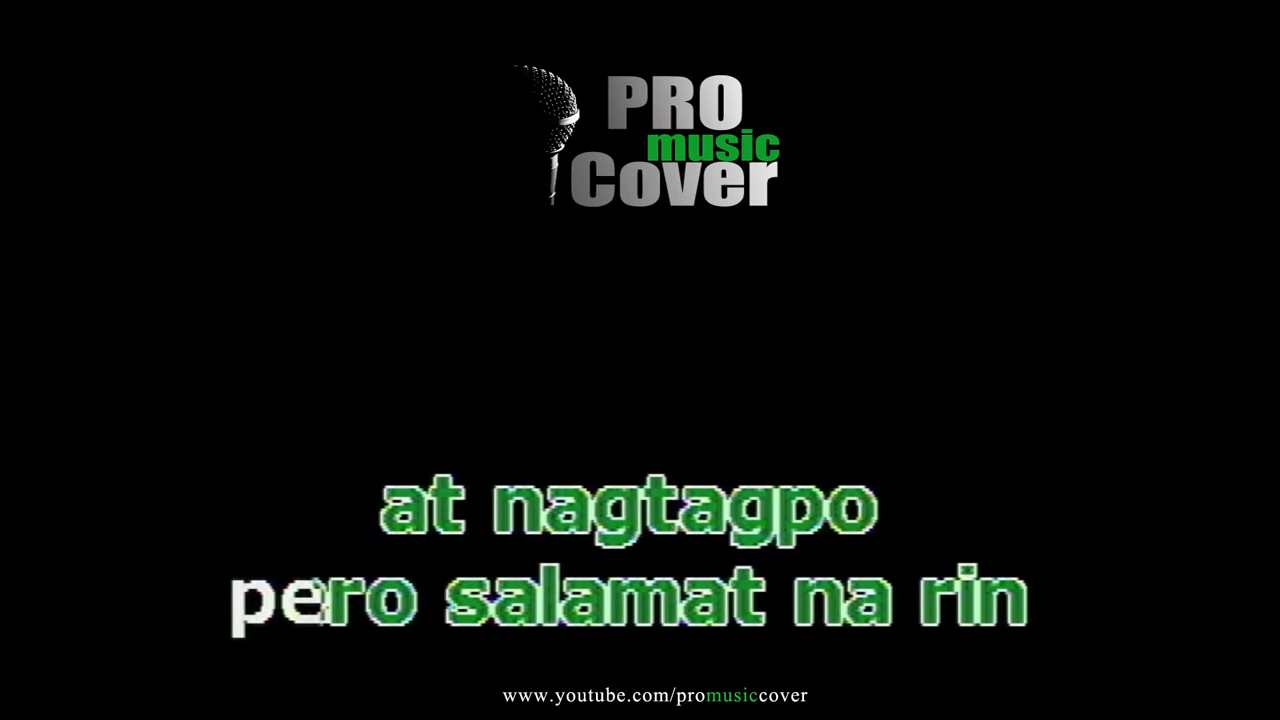 PRO
music
Cover
at nagtagpo
pero salamat na rin
www.youtube.com/promusiccover